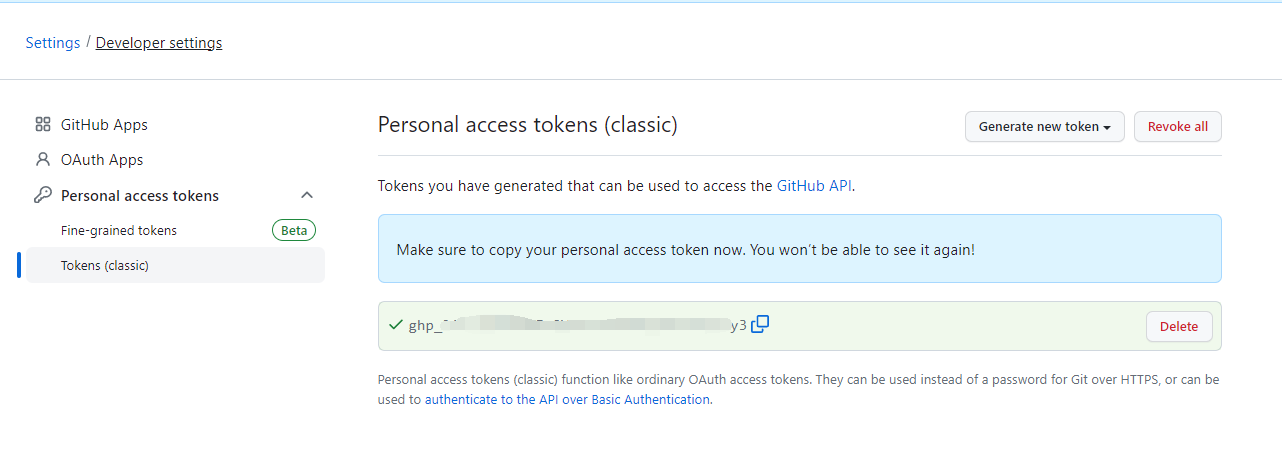 Settings / Developer settings
GitHub Apps
OAuth Apps
Personal access tokens
Fine-grained tokens Beta
Tokens (classic)
Personal access tokens (classic)
Generate new token
Revoke all
Tokens you have generated that can be used to access the GitHub API.
Make sure to copy your personal access token now. You won't be able to see it again!
ghp_ y3
Delete
Personal access tokens (classic) function like ordinary OAuth access tokens. They can be used instead of a password for Git over HTTPS, or can be
used to authenticate to the API over Basic Authentication.